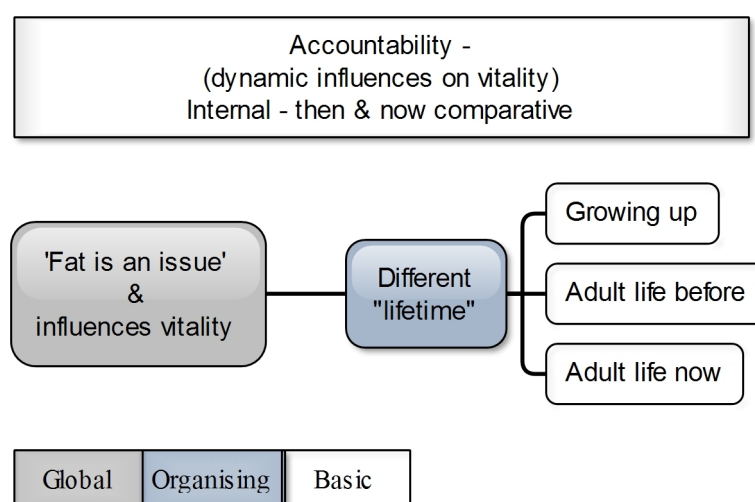 Accountability -
(dynamic influences on vitality)
Internal - then & now comparative
'Fat is an issue'
&
influences vitality
Different
"lifetime"
Growing up
Adult life before
Adult life now
Global Organising Basic